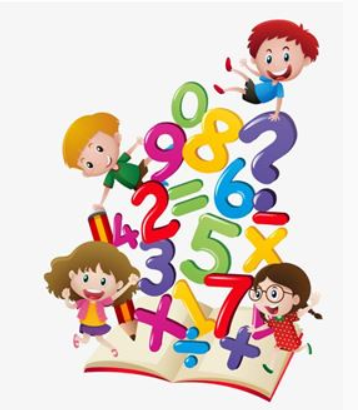 0
9 8 ?
2 = 6 ÷
4 3 5 ×
× 1 7
÷ +